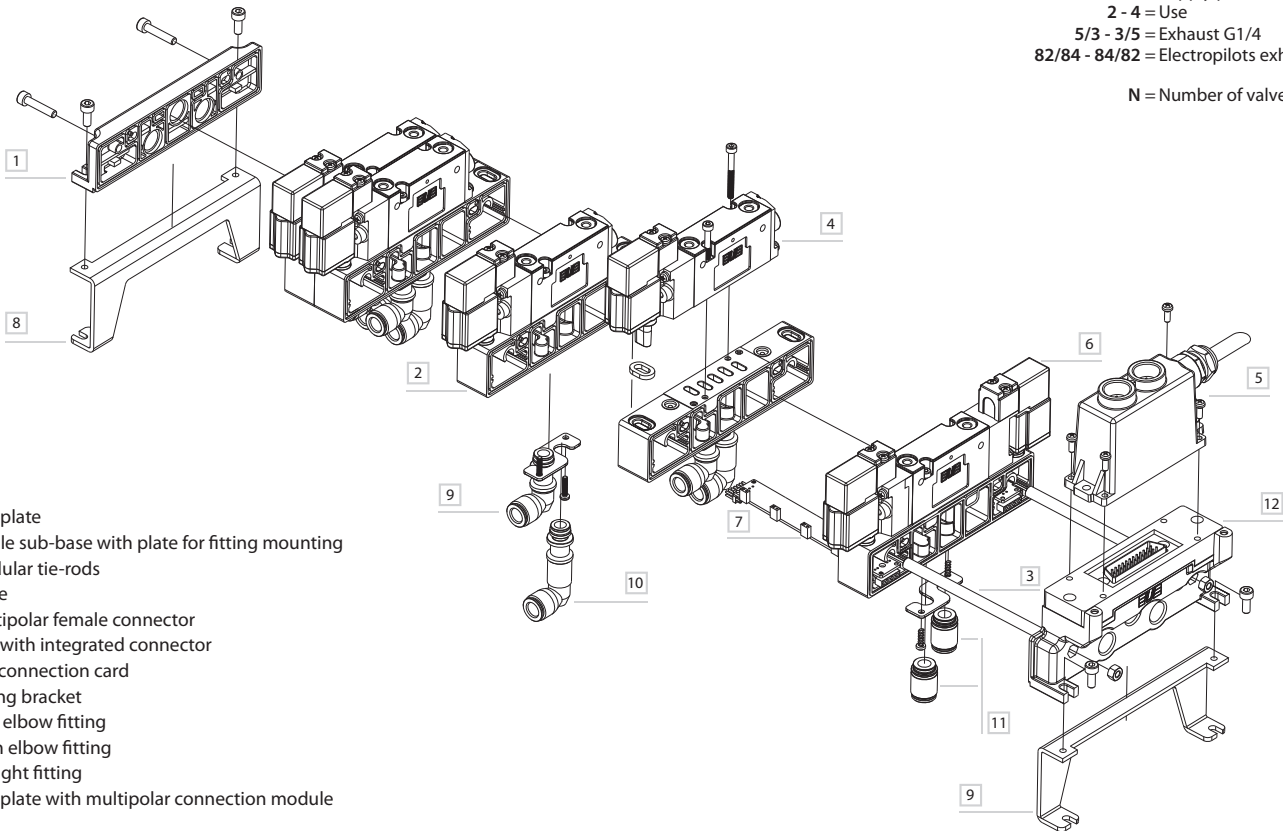 2 - 4 = Use
5/3 - 3/5 = Exhaust G1/4
82/84 - 84/82 = Electropilots exh
N = Number of valve
1
4
8
2
6
5
9
7
12
10
3
11
9
plate
le sub-base with plate for fitting mounting
ular tie-rods
e
tipolar female connector
with integrated connector
connection card
ng bracket
elbow fitting
elbow fitting
ght fitting
plate with multipolar connection module